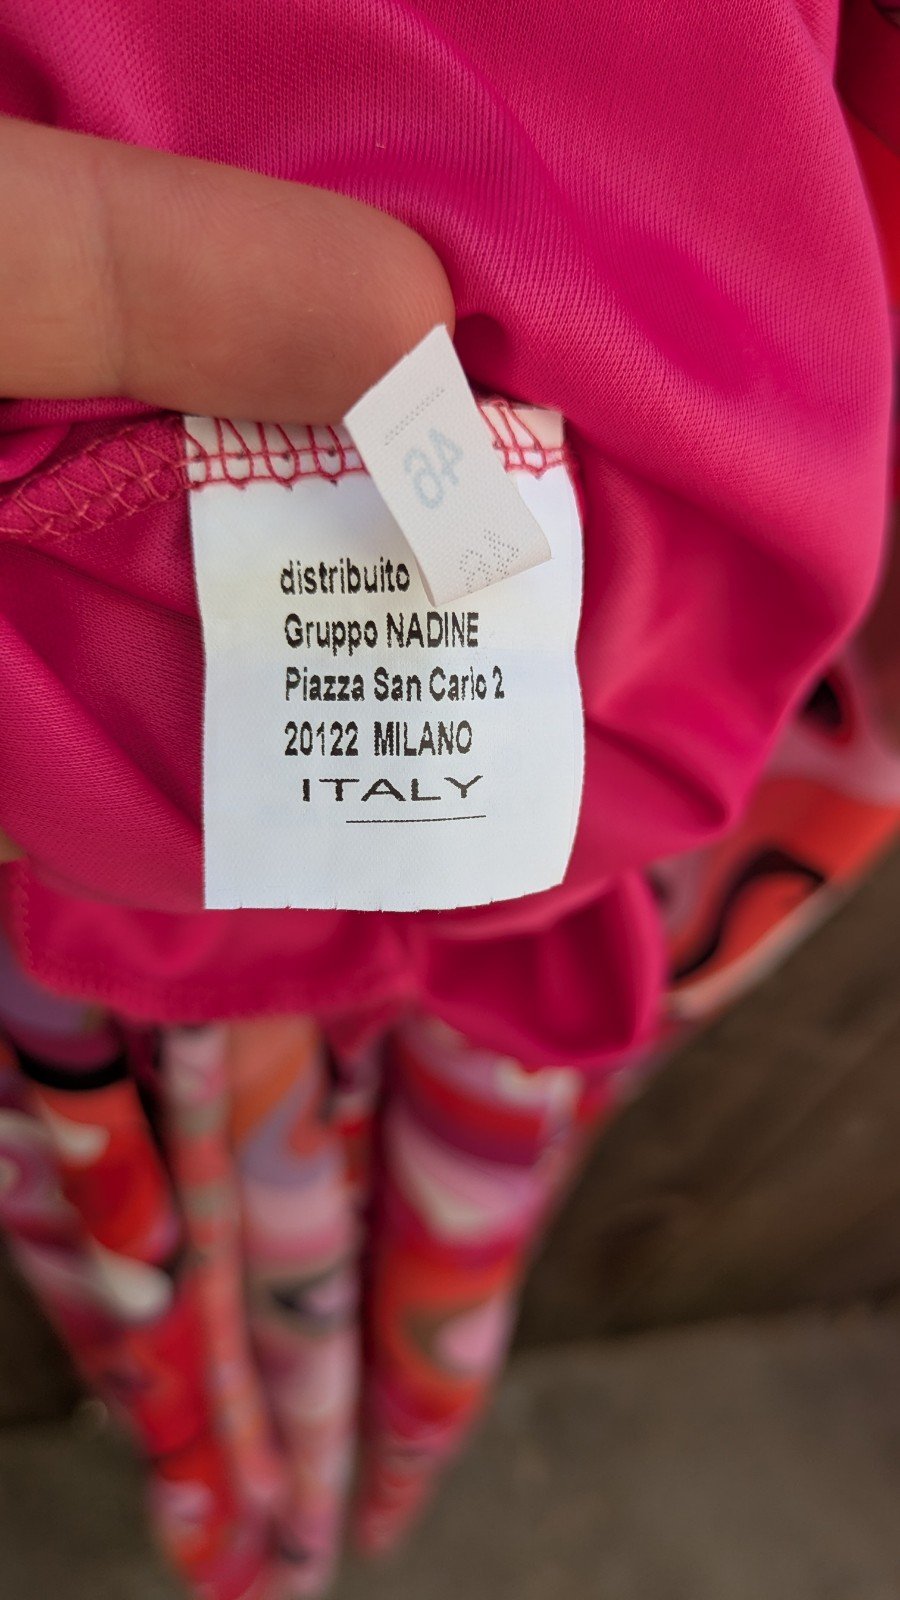 46
distribuito
Gruppo NADINE
Piazza San Carlo 2
20122 MILANO
ITALY